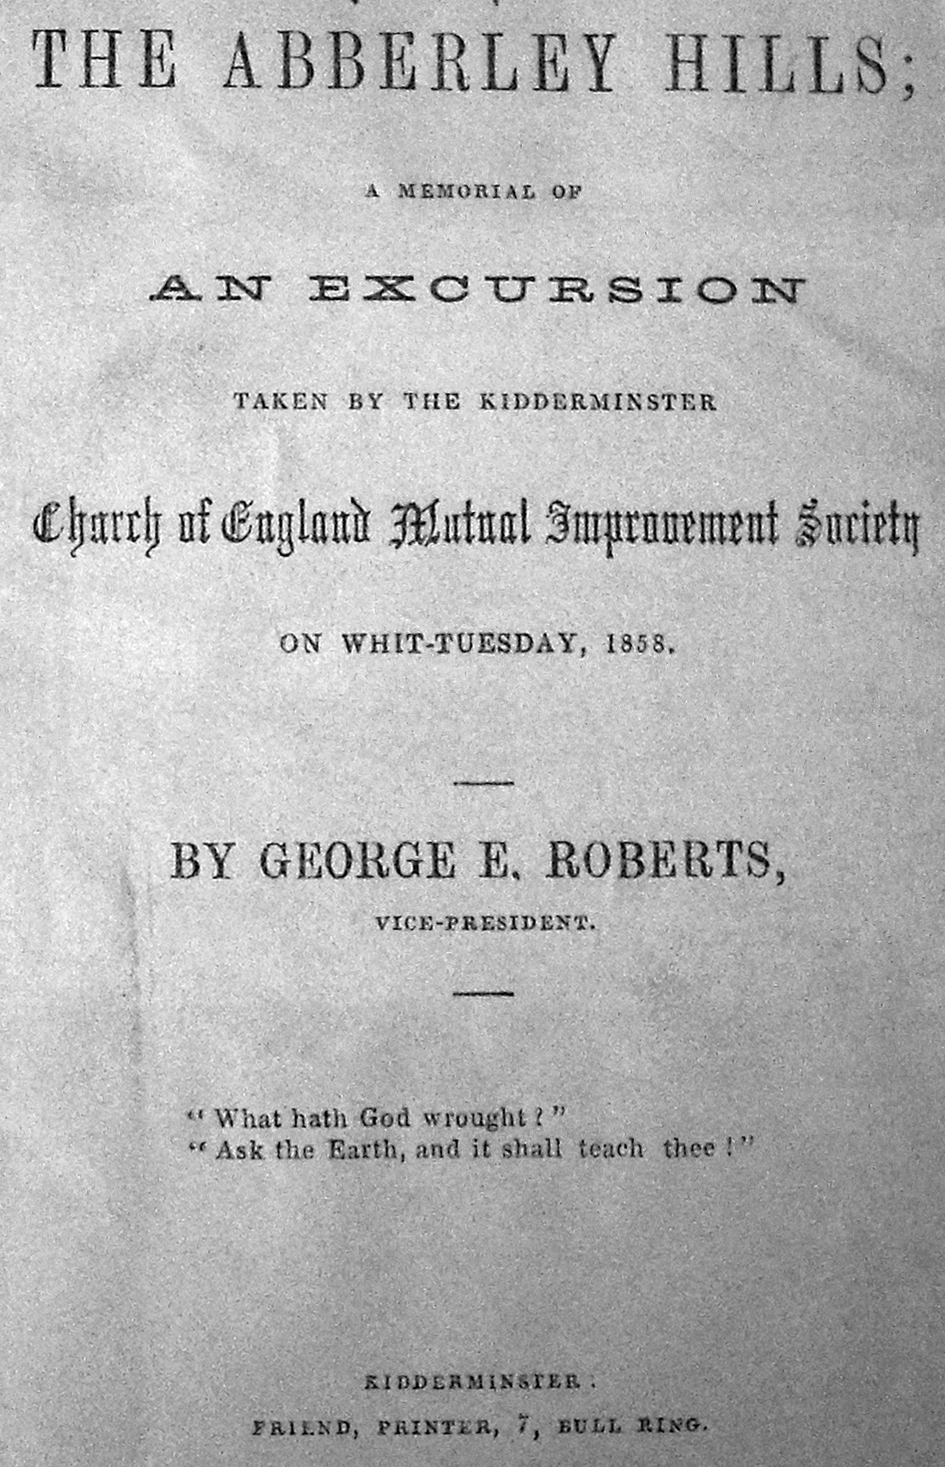 THE ABBERLEY HILLS;
A MEMORIAL OF
AN EXCURSION
TAKEN BY THE KIDDERMINSTER
Church of England Mutual Improvement Society
ON WHIT-TUESDAY, 1858.
BY GEORGE E. ROBERTS,
VICE-PRESIDENT.
“ What hath God wrought ? ”
“ Ask the Earth, and it shall teach thee ! ”
KIDDERMINSTER.
FRIEND, PRINTER, 7, BULL RING.